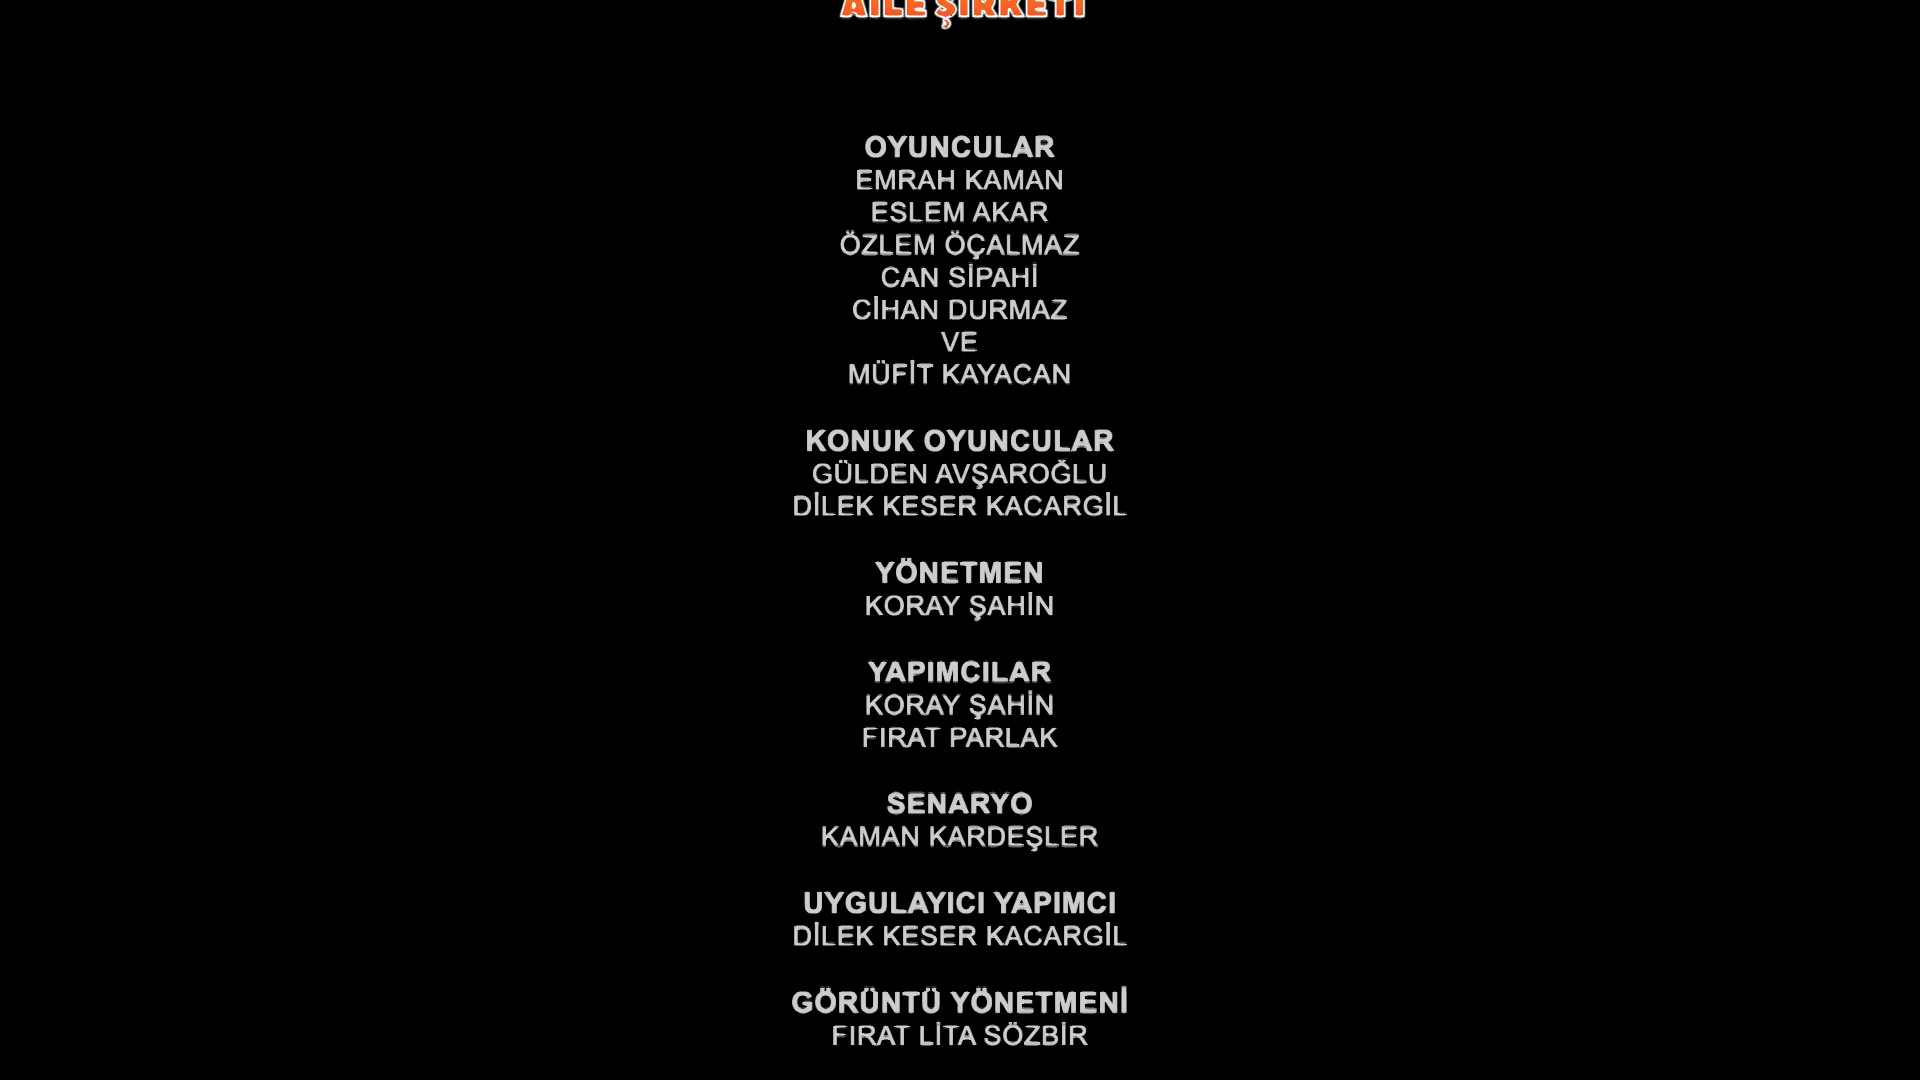 AİLE ŞİRKETİ
OYUNCULAR
EMRAH KAMAN
ESLEM AKAR
ÖZLEM ÖÇALMAZ
CAN SİPAHİ
CİHAN DURMAZ
VE
MÜFİT KAYACAN
KONUK OYUNCULAR
GÜLDEN AVŞAROĞLU
DİLEK KESER KACARGİL
YÖNETMEN
KORAY ŞAHİN
YAPIMCILAR
KORAY ŞAHİN
FIRAT PARLAK
SENARYO
KAMAN KARDEŞLER
UYGULAYICI YAPIMCI
DİLEK KESER KACARGİL
GÖRÜNTÜ YÖNETMENİ
FIRAT LİTA SÖZBİR